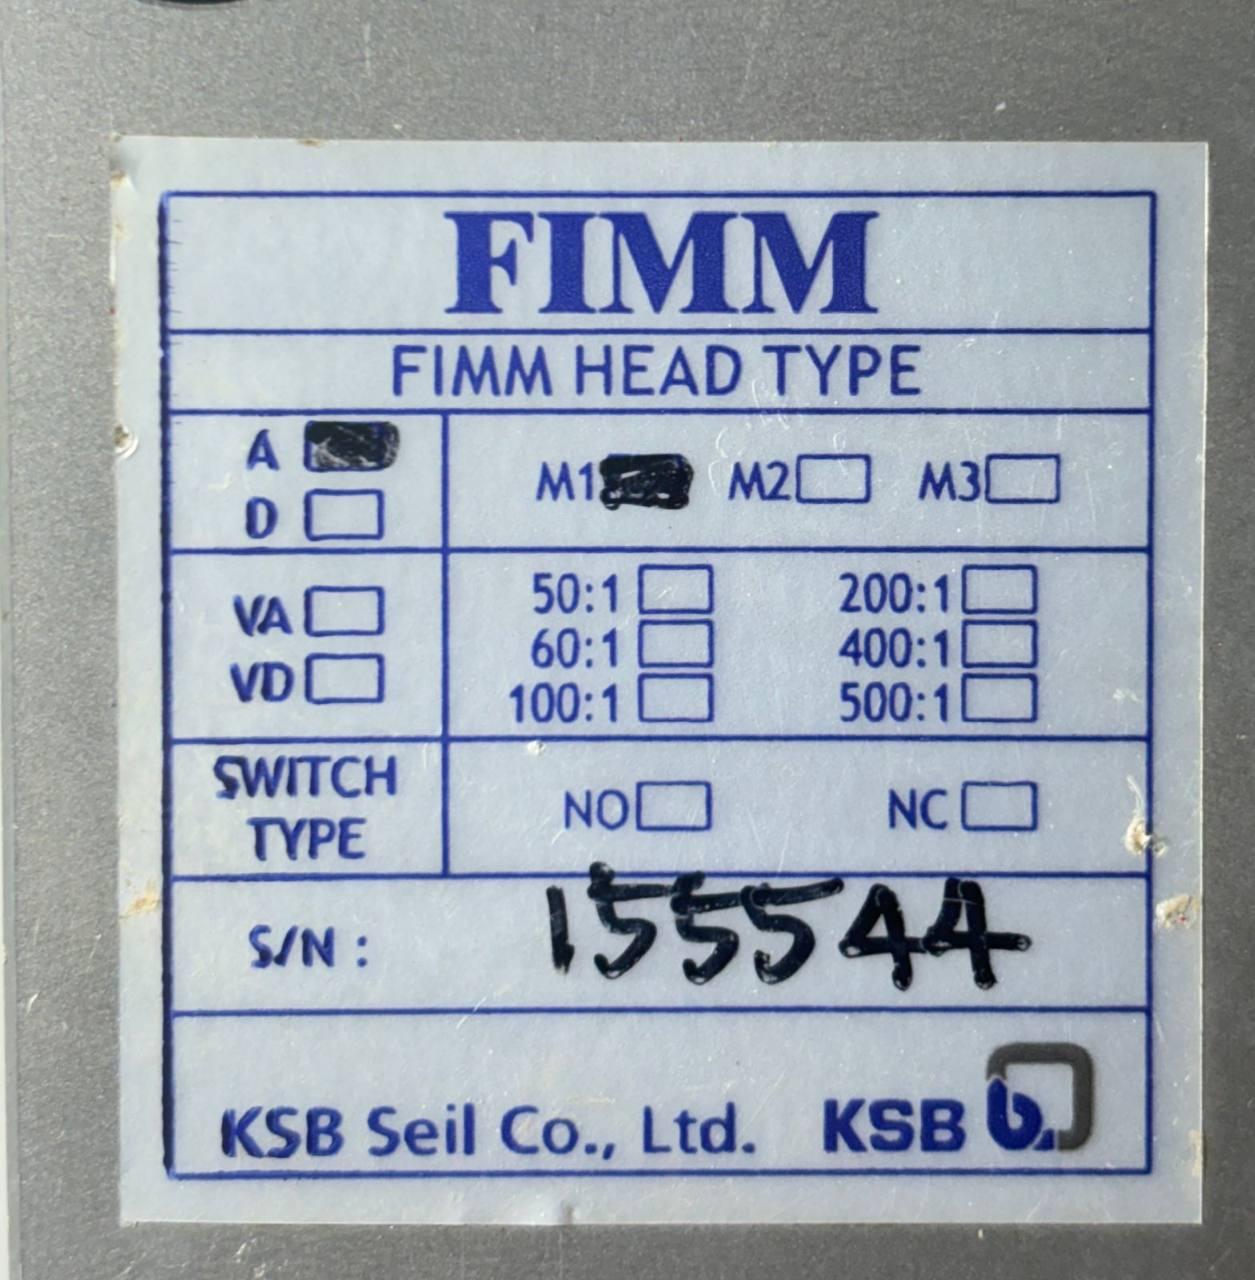 FIMM
FIMM HEAD TYPE
A
D
M1 M2 M3
VA
VD
50:1 200:1
60:1 400:1
100:1 500:1
SWITCH
TYPE
NO NC
S/N : 155544
KSB Seil Co., Ltd. KSB